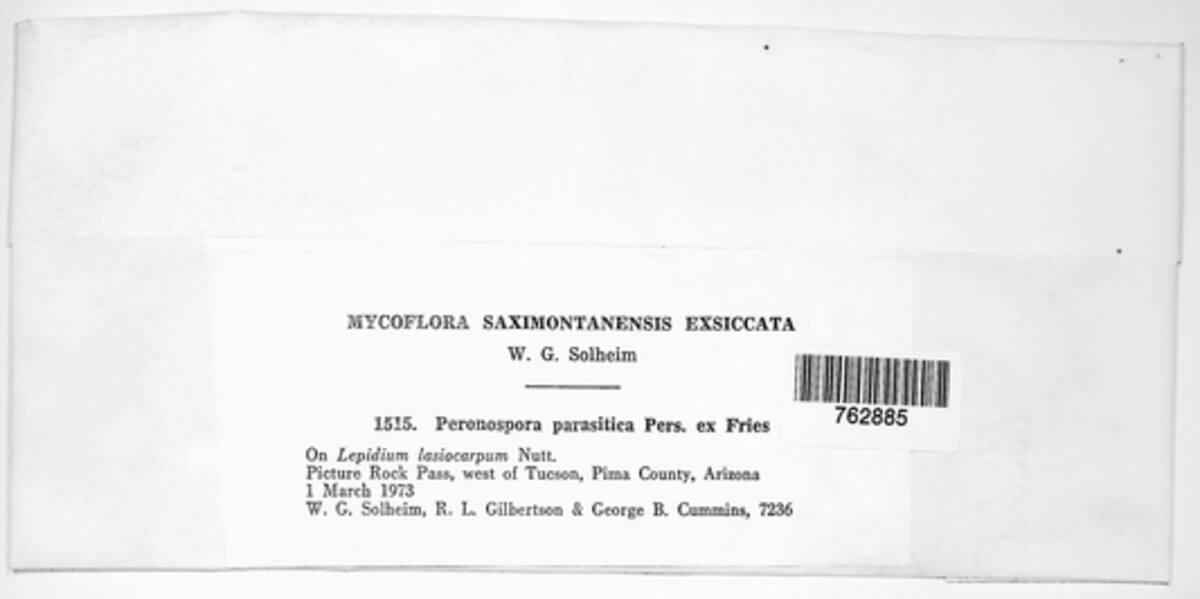 MYCOFLORA SAXIMONTANENSIS EXSICCATA
W. G. Solheim
1515. Peronospora parasitica Pers. ex Fries
On Lepidium lasiocarpum Nutt.
Picture Rock Pass, west of Tucson, Pima County, Arizona
1 March 1973
W. G. Solheim, R. L. Gilbertson & George B. Cummins, 7236
762885